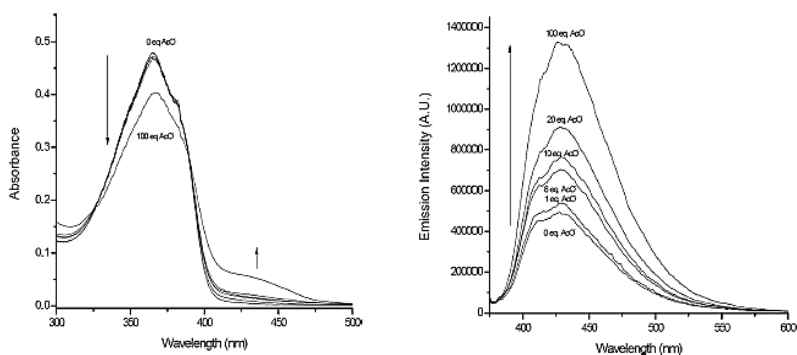 0.5
0.4
0.3
0.2
0.1
0.0
300
350
400
450
500
Absorbance
Wavelength (nm)
0 eq AcO⁻
100 eq AcO⁻
1400000
1200000
1000000
800000
600000
400000
200000
0
400
450
500
525
600
Emission Intensity (A.U.)
Wavelength (nm)
100 eq. AcO⁻
20 eq. AcO⁻
10 eq. AcO⁻
6 eq. AcO⁻
1 eq. AcO⁻
0 eq. AcO⁻